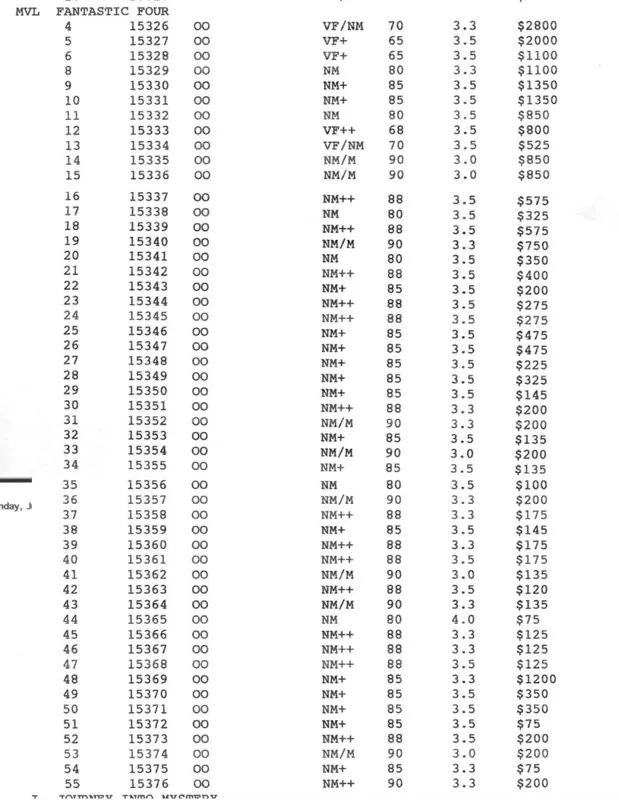 MVL FANTASTIC FOUR
4 15326 OO VF/NM 70 3.3 $2800
5 15327 OO VF+ 65 3.5 $2000
6 15328 OO VF+ 65 3.5 $1100
8 15329 OO NM 80 3.3 $1100
9 15330 OO NM+ 85 3.5 $1350
10 15331 OO NM+ 85 3.5 $1350
11 15332 OO NM 80 3.5 $850
12 15333 OO VF++ 68 3.5 $800
13 15334 OO VF/NM 70 3.5 $525
14 15335 OO NM/M 90 3.0 $850
15 15336 OO NM/M 90 3.0 $850
16 15337 OO NM++ 88 3.5 $575
17 15338 OO NM 80 3.5 $325
18 15339 OO NM++ 88 3.5 $575
19 15340 OO NM/M 90 3.3 $750
20 15341 OO NM 80 3.5 $350
21 15342 OO NM++ 88 3.5 $400
22 15343 OO NM+ 85 3.5 $200
23 15344 OO NM++ 88 3.5 $275
24 15345 OO NM++ 88 3.5 $275
25 15346 OO NM+ 85 3.5 $475
26 15347 OO NM+ 85 3.5 $475
27 15348 OO NM+ 85 3.5 $225
28 15349 OO NM+ 85 3.5 $325
29 15350 OO NM+ 85 3.5 $145
30 15351 OO NM++ 88 3.3 $200
31 15352 OO NM/M 90 3.3 $200
32 15353 OO NM+ 85 3.5 $135
33 15354 OO NM/M 90 3.0 $200
34 15355 OO NM+ 85 3.5 $135
35 15356 OO NM 80 3.5 $100
36 15357 OO NM/M 90 3.3 $200
nday,
37 15358 OO NM++ 88 3.3 $175
38 15359 OO NM+ 85 3.5 $145
39 15360 OO NM++ 88 3.3 $175
40 15361 OO NM++ 88 3.5 $175
41 15362 OO NM/M 90 3.0 $135
42 15363 OO NM++ 88 3.5 $120
43 15364 OO NM/M 90 3.3 $135
44 15365 OO NM 80 4.0 $75
45 15366 OO NM++ 88 3.3 $125
46 15367 OO NM++ 88 3.3 $125
47 15368 OO NM++ 88 3.5 $125
48 15369 OO NM+ 85 3.3 $1200
49 15370 OO NM+ 85 3.5 $350
50 15371 OO NM+ 85 3.5 $350
51 15372 OO NM+ 85 3.5 $75
52 15373 OO NM++ 88 3.5 $200
53 15374 OO NM/M 90 3.0 $200
54 15375 OO NM+ 85 3.3 $75
55 15376 OO NM++ 90 3.3 $200
JOURNEY INTO MYSTERY